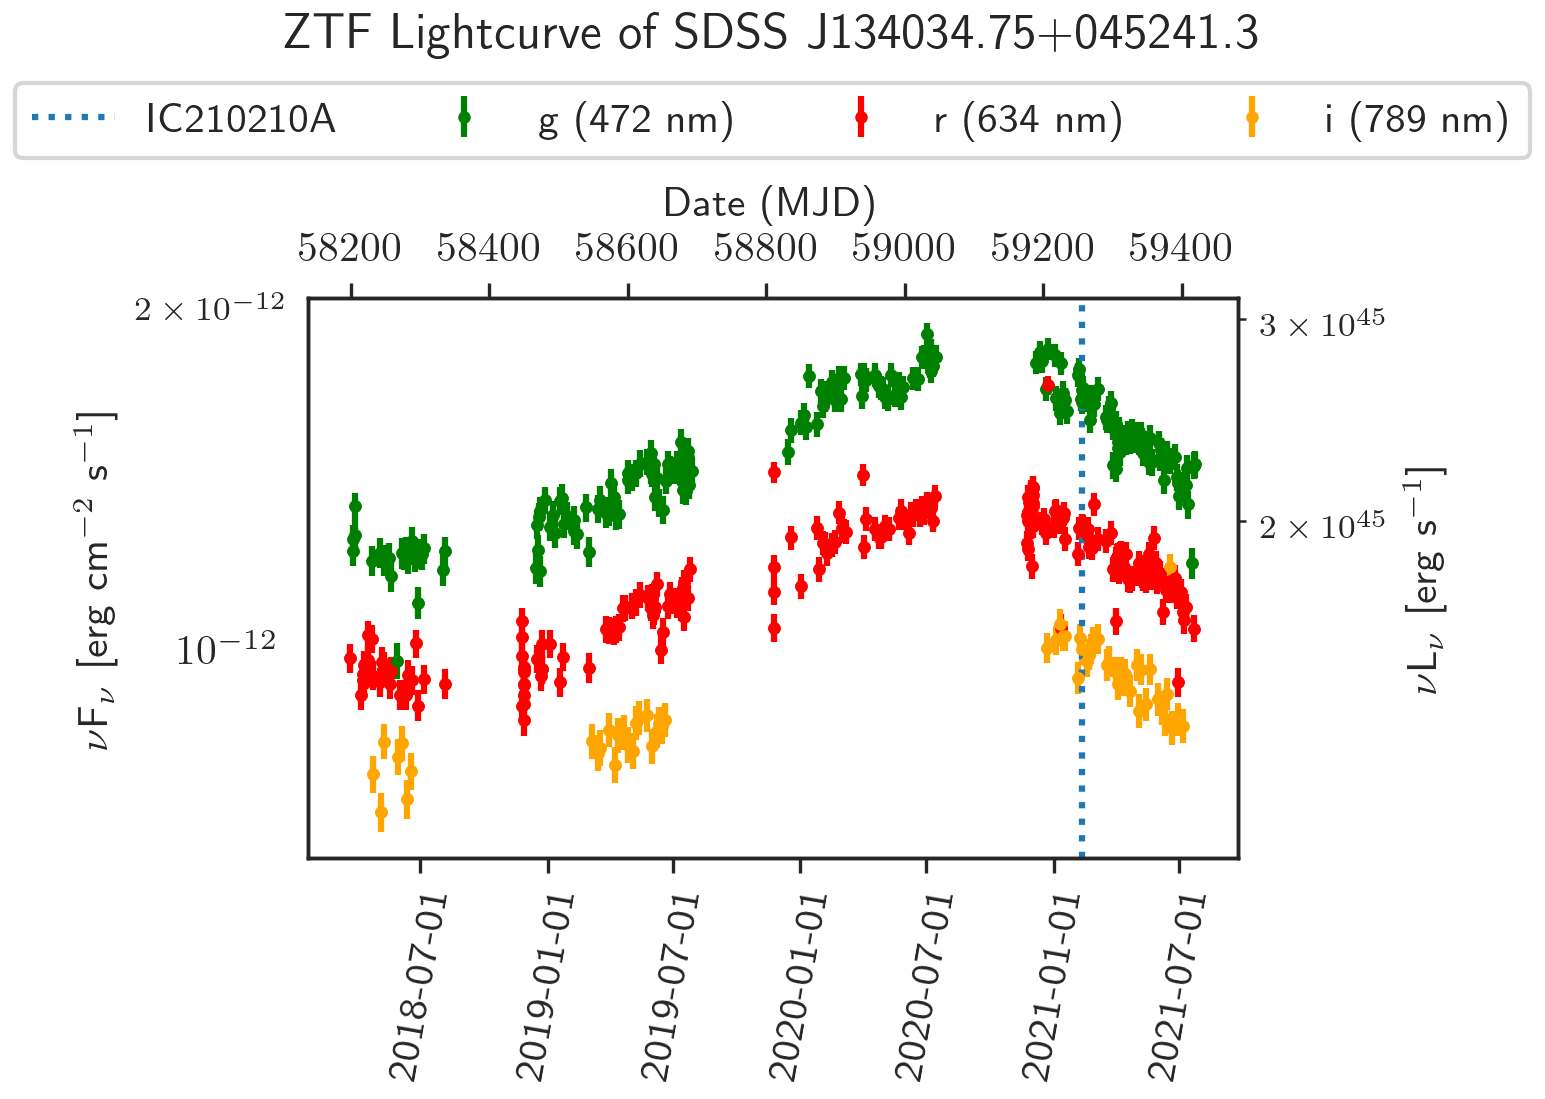 ZTF Lightcurve of SDSS J134034.75+045241.3
IC210210A g (472 nm) r (634 nm) i (789 nm)
Date (MJD)
58200 58400 58600 58800 59000 59200 59400
2 × 10⁻¹²
10⁻¹²
νF_ν [erg cm⁻² s⁻¹]
3 × 10⁴⁵
2 × 10⁴⁵
νL_ν [erg s⁻¹]
2018-07-01 2019-01-01 2019-07-01 2020-01-01 2020-07-01 2021-01-01 2021-07-01